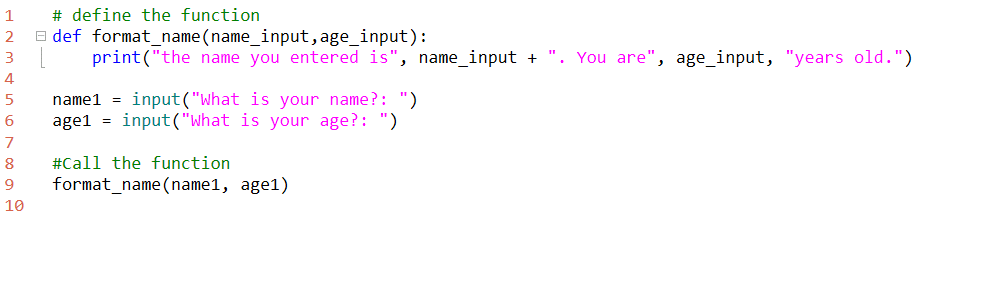 1 # define the function
2 def format_name(name_input,age_input):
3 print("the name you entered is", name_input + ". You are", age_input, "years old.")
4
5 name1 = input("What is your name?: ")
6 age1 = input("What is your age?: ")
7
8 #Call the function
9 format_name(name1, age1)
10